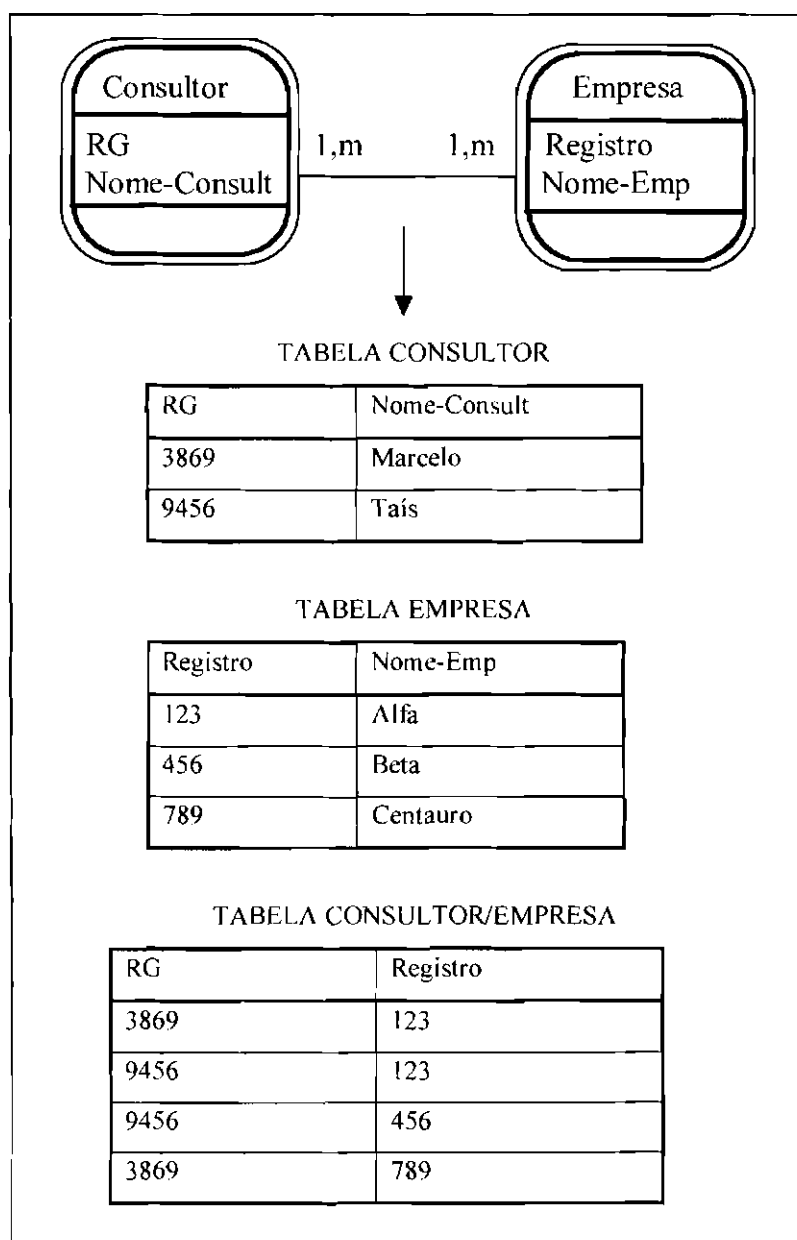 Consultor
RG
Nome-Consult
1,m
1,m
Empresa
Registro
Nome-Emp
TABELA CONSULTOR
RG Nome-Consult
3869 Marcelo
9456 Taís
TABELA EMPRESA
Registro Nome-Emp
123 Alfa
456 Beta
789 Centauro
TABELA CONSULTOR/EMPRESA
RG Registro
3869 123
9456 123
9456 456
3869 789